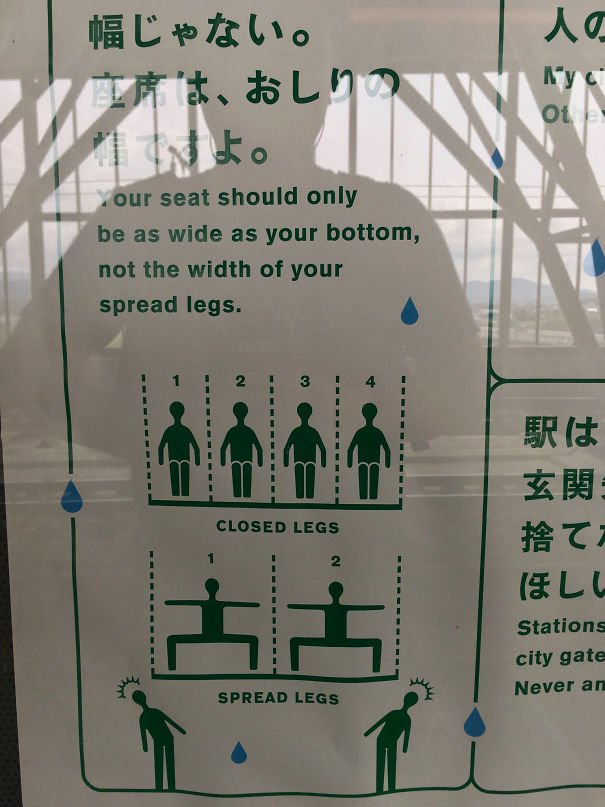 幅じゃない。
座席は、おしりの
幅ですよ。
Your seat should only
be as wide as your bottom,
not the width of your
spread legs.
1 2 3 4
CLOSED LEGS
1 2
SPREAD LEGS
人の
My
駅は
玄関
捨て
ほしい
Stations
city gate
Never an